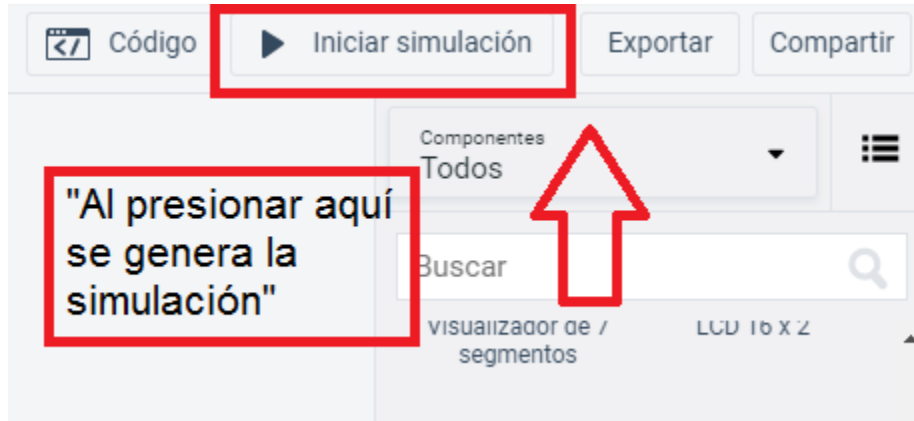 Código
Iniciar simulación
Exportar
Compartir
Componentes
Todos
"Al presionar aquí
se genera la
simulación"
Buscar
Visualizador de 7
segmentos
LCD 16 x 2